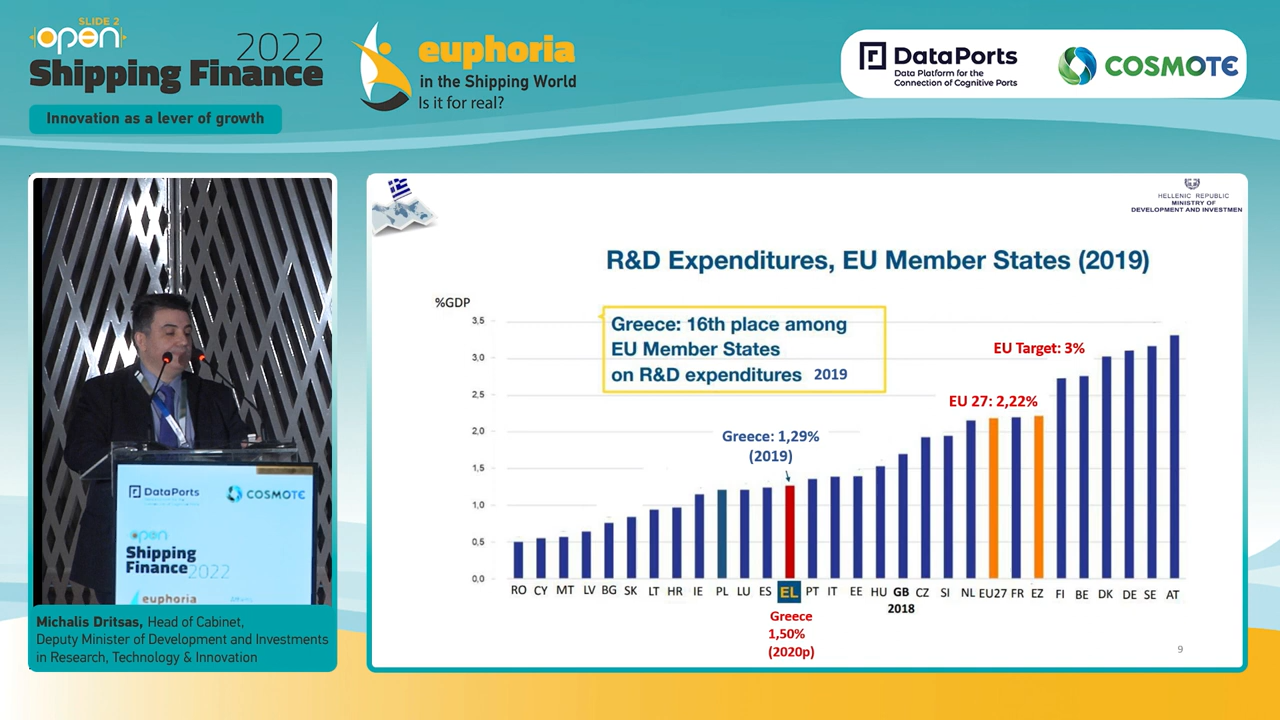 SLIDE 2
open
2022
Shipping Finance
Innovation as a lever of growth
euphoria
in the Shipping World
Is it for real?
DataPorts
Data Platform for the
Connection of Cognitive Ports
COSMOTE
DataPorts
COSMOTE
open
Shipping
Finance 2022
euphoria
Michalis Dritsas, Head of Cabinet,
Deputy Minister of Development and Investments
in Research, Technology & Innovation
HELLENIC REPUBLIC
MINISTRY OF
DEVELOPMENT AND INVESTMEN
R&D Expenditures, EU Member States (2019)
%GDP
3,5
3,0
2,5
2,0
1,5
1,0
0,5
0,0
Greece: 16th place among
EU Member States
on R&D expenditures 2019
EU Target: 3%
EU 27: 2,22%
Greece: 1,29%
(2019)
RO CY MT LV BG SK LT HR IE PL LU ES EL PT IT EE HU GB CZ SI NL EU27 FR EZ FI BE DK DE SE AT
2018
Greece
1,50%
(2020p)
9